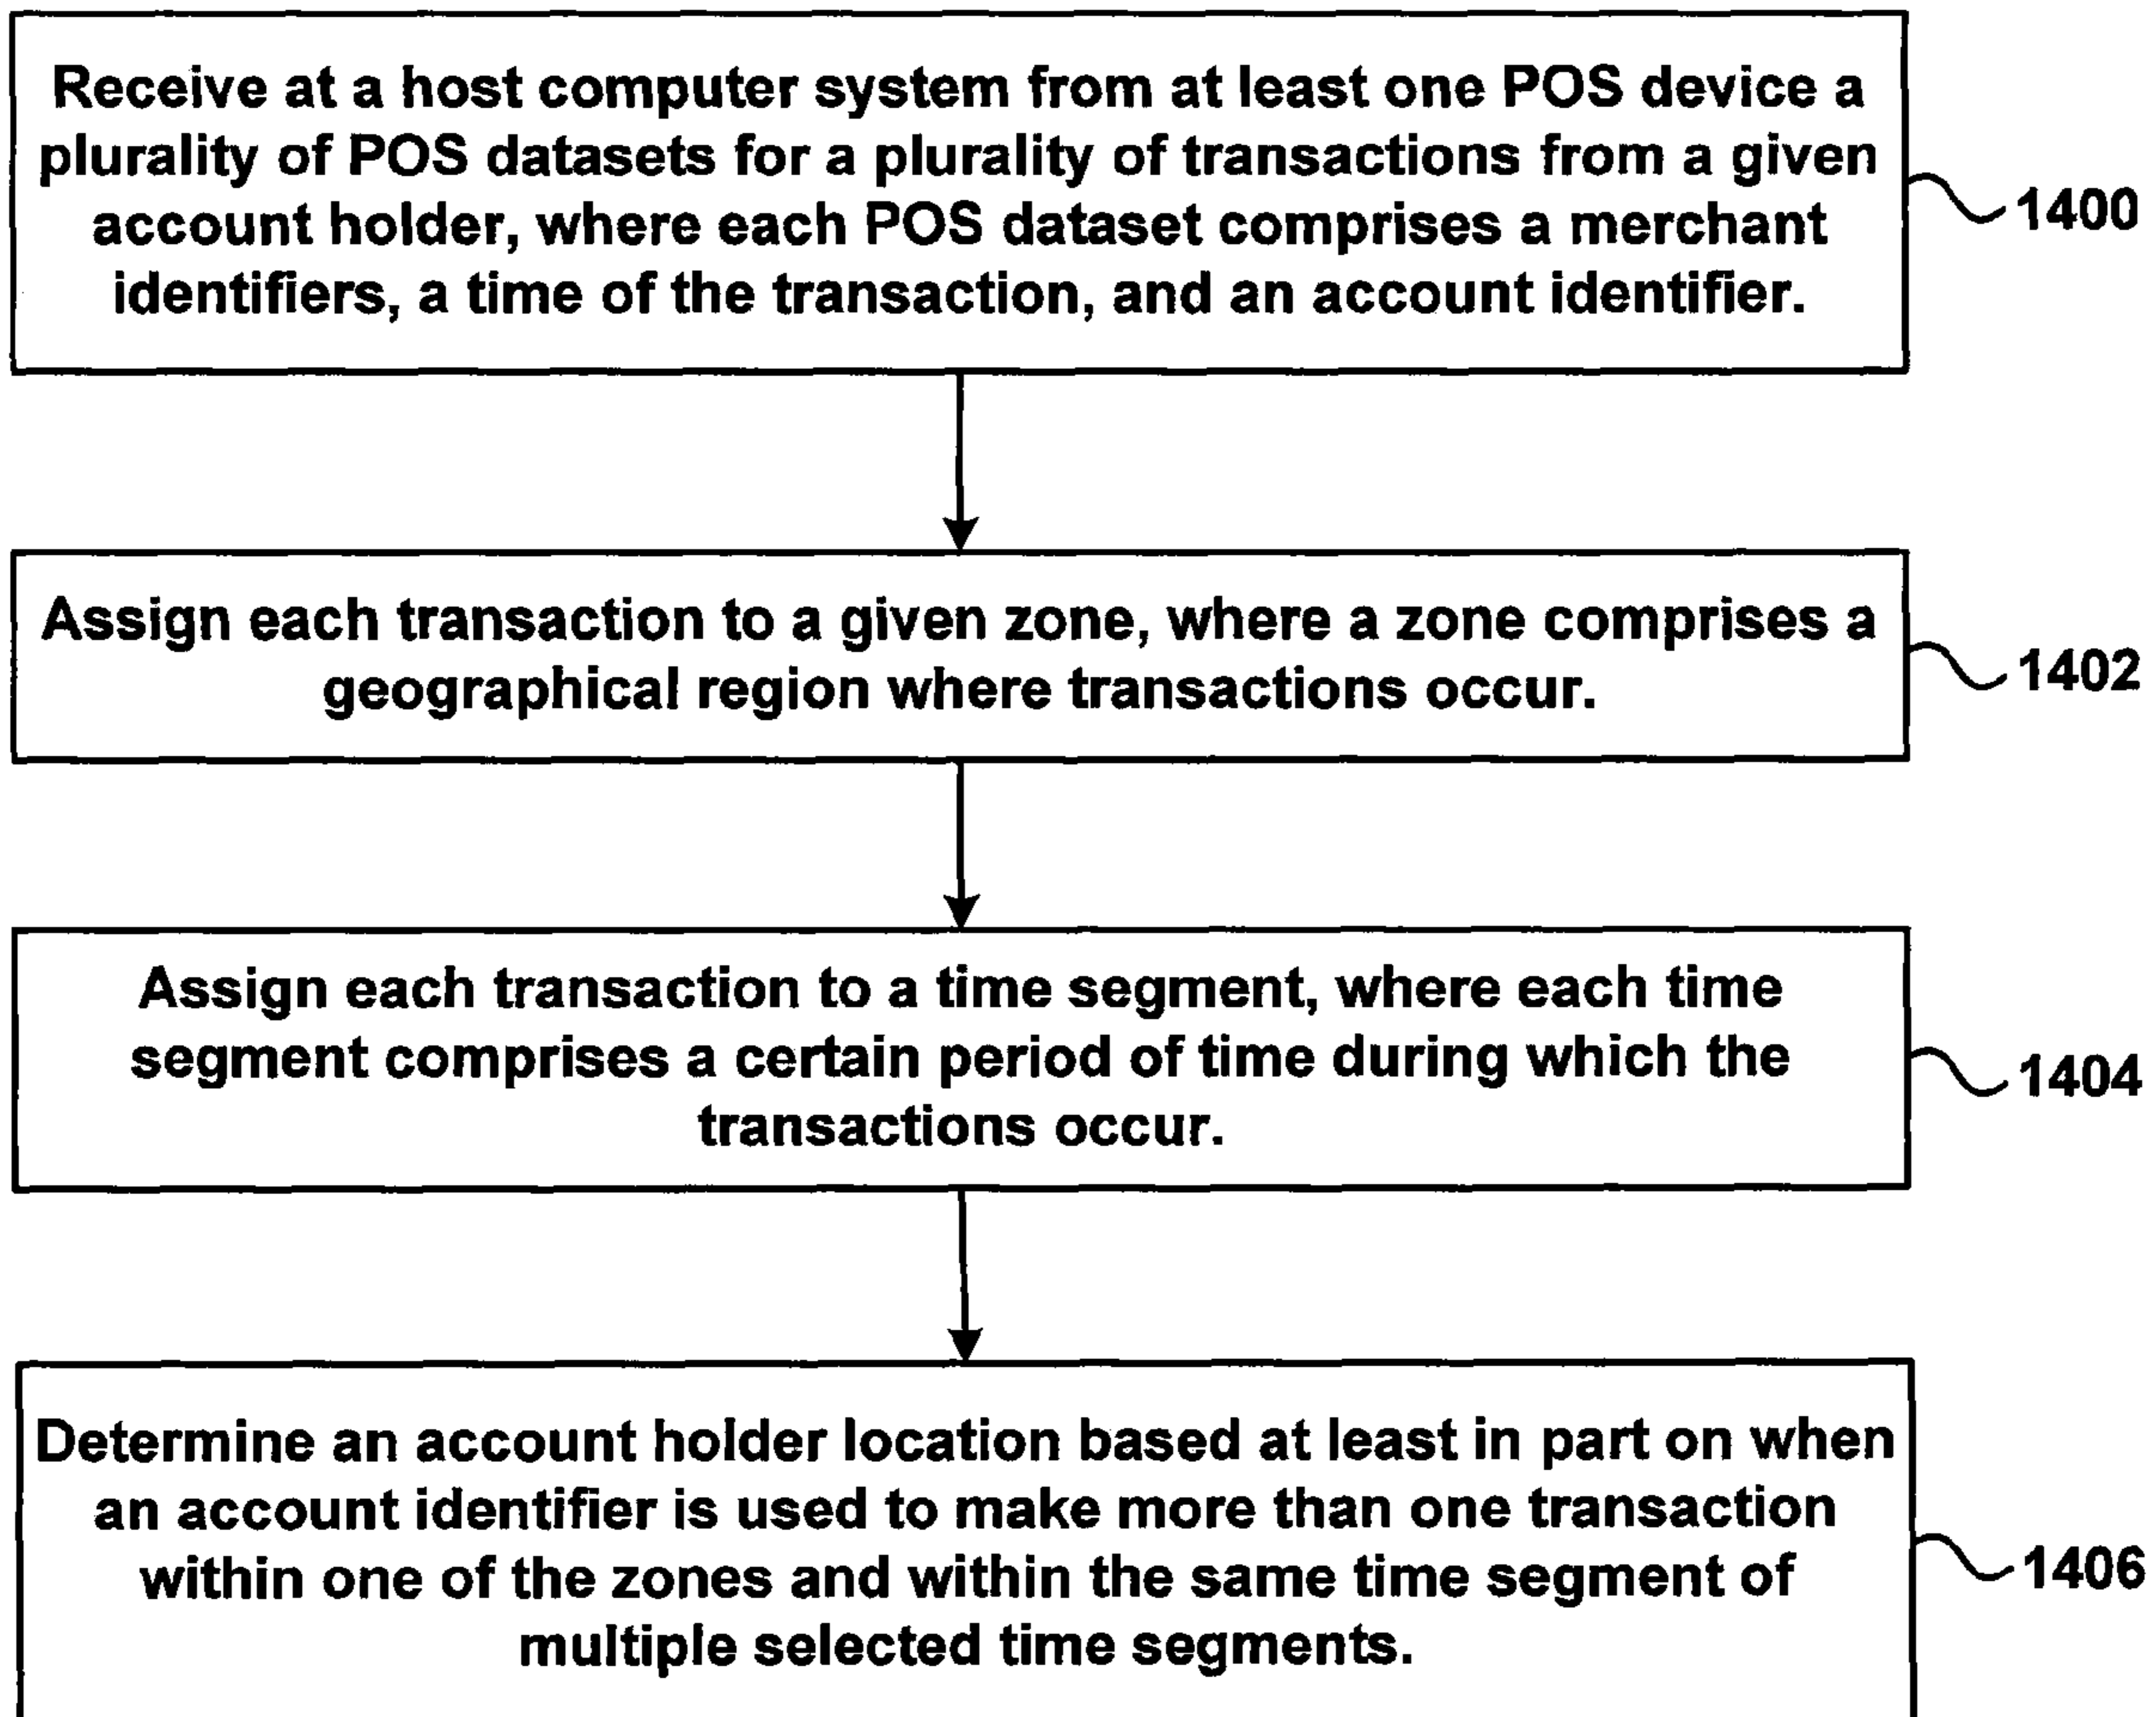 Receive at a host computer system from at least one POS device a
plurality of POS datasets for a plurality of transactions from a given
account holder, where each POS dataset comprises a merchant
identifiers, a time of the transaction, and an account identifier.
1400
Assign each transaction to a given zone, where a zone comprises a
geographical region where transactions occur.
1402
Assign each transaction to a time segment, where each time
segment comprises a certain period of time during which the
transactions occur.
1404
Determine an account holder location based at least in part on when
an account identifier is used to make more than one transaction
within one of the zones and within the same time segment of
multiple selected time segments.
1406